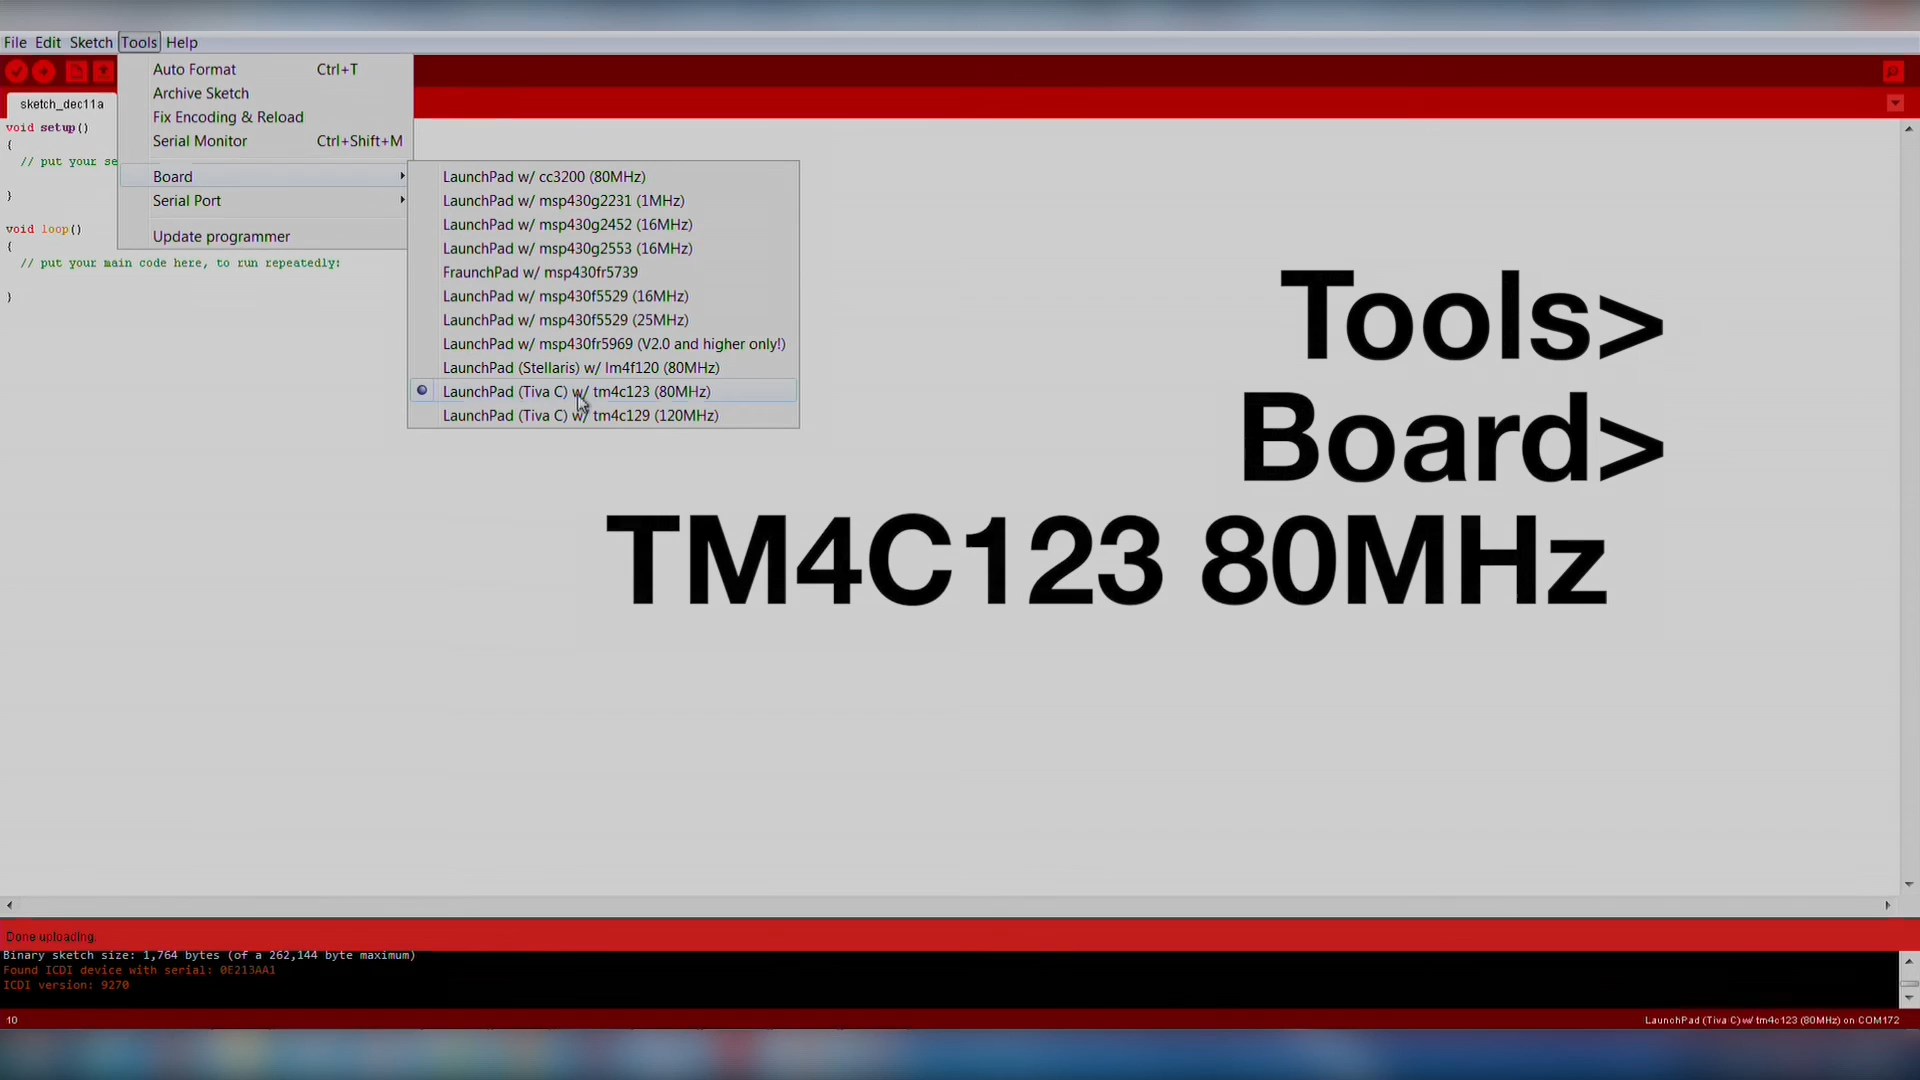 File Edit Sketch Tools Help
Auto Format Ctrl+T
Archive Sketch
Fix Encoding & Reload
Serial Monitor Ctrl+Shift+M
Board
Serial Port
Update programmer
LaunchPad w/ cc3200 (80MHz)
LaunchPad w/ msp430g2231 (1MHz)
LaunchPad w/ msp430g2452 (16MHz)
LaunchPad w/ msp430g2553 (16MHz)
FraunchPad w/ msp430fr5739
LaunchPad w/ msp430f5529 (16MHz)
LaunchPad w/ msp430f5529 (25MHz)
LaunchPad w/ msp430fr5969 (V2.0 and higher only!)
LaunchPad (Stellaris) w/ lm4f120 (80MHz)
LaunchPad (Tiva C) w/ tm4c123 (80MHz)
LaunchPad (Tiva C) w/ tm4c129 (120MHz)
sketch_dec11a
void setup()
{
// put your se
}
void loop()
{
// put your main code here, to run repeatedly:
}
Tools>
Board>
TM4C123 80MHz
Done uploading.
Binary sketch size: 1,764 bytes (of a 262,144 byte maximum)
Found ICDI device with serial: 0E213AA1
ICDI version: 9270
10
LaunchPad (Tiva C) w/ tm4c123 (80MHz) on COM172